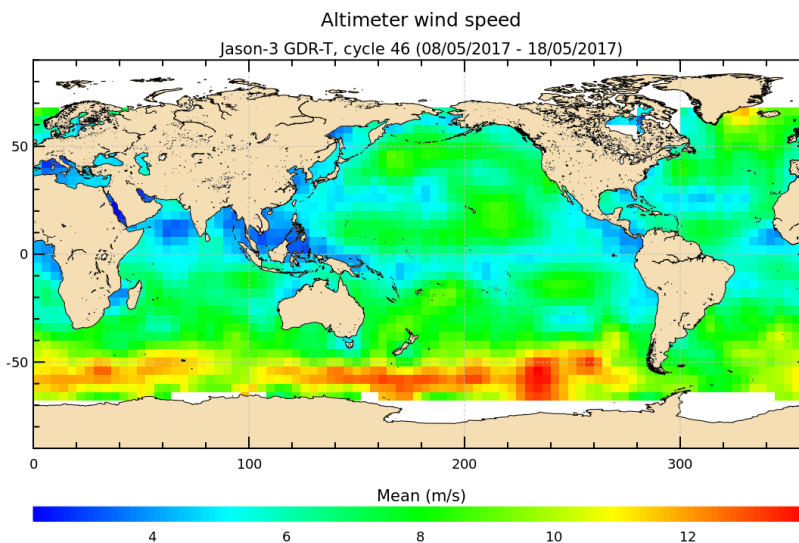 Altimeter wind speed
Jason-3 GDR-T, cycle 46 (08/05/2017 - 18/05/2017)
50
0
-50
0 100 200 300
-90
Mean (m/s)
4 6 8 10 12